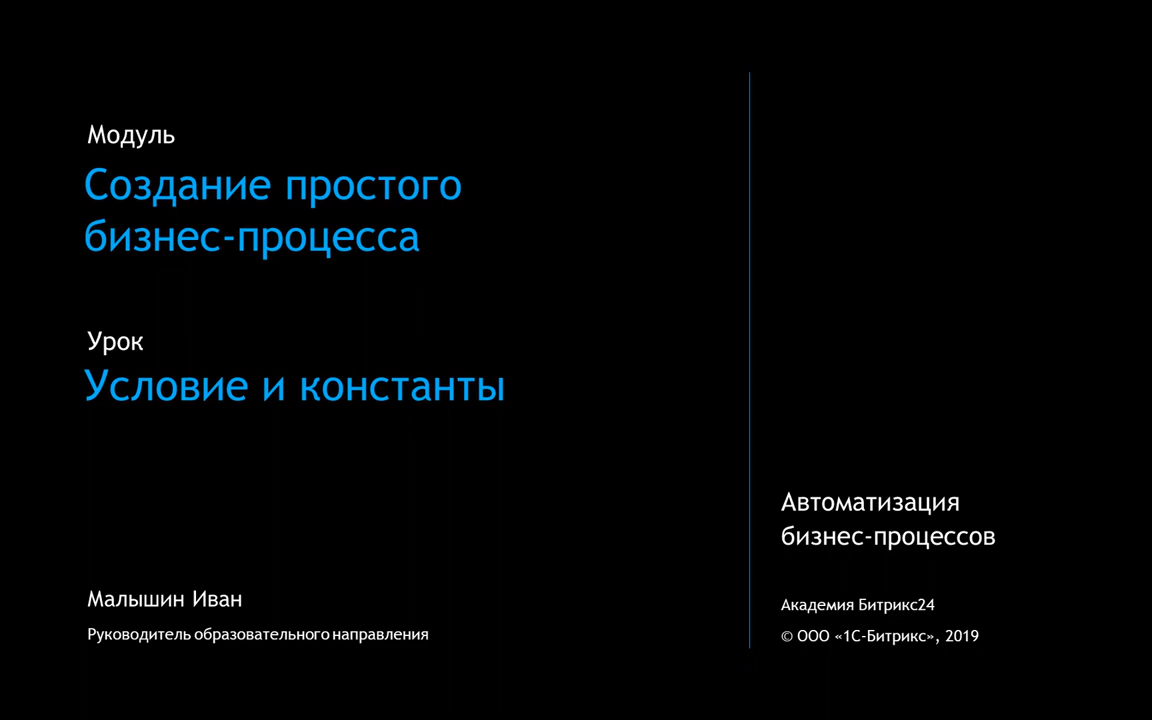 Модуль
Создание простого
бизнес-процесса
Урок
Условие и константы
Малышин Иван
Руководитель образовательного направления
Автоматизация
бизнес-процессов
Академия Битрикс24
© ООО «1С-Битрикс», 2019